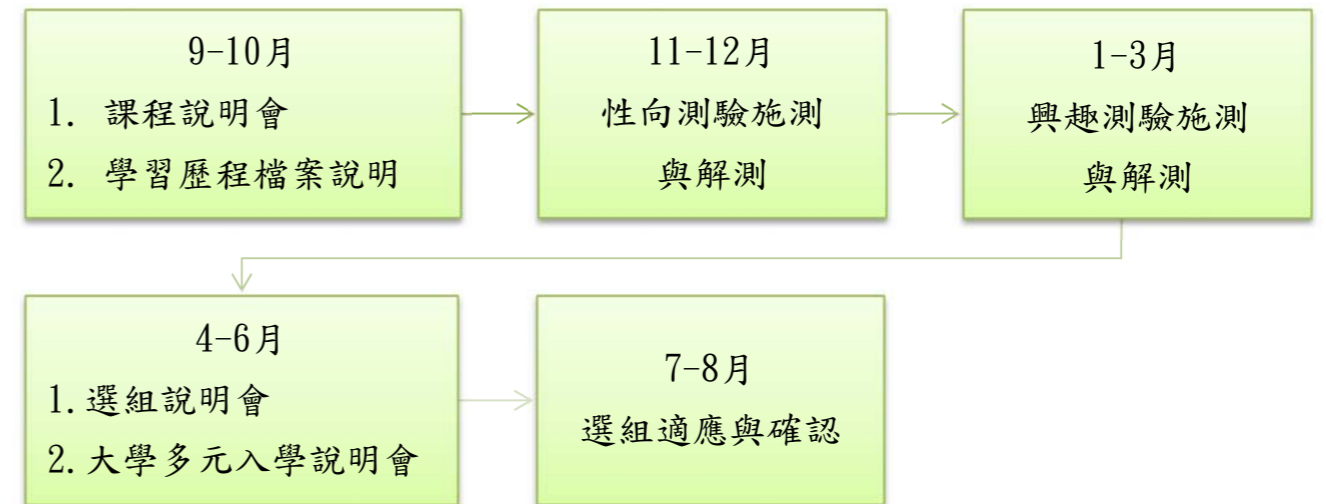 9-10月
1. 課程說明會
2. 學習歷程檔案說明
11-12月
性向測驗施測
與解測
1-3月
興趣測驗施測
與解測
4-6月
1.選組說明會
2.大學多元入學說明會
7-8月
選組適應與確認